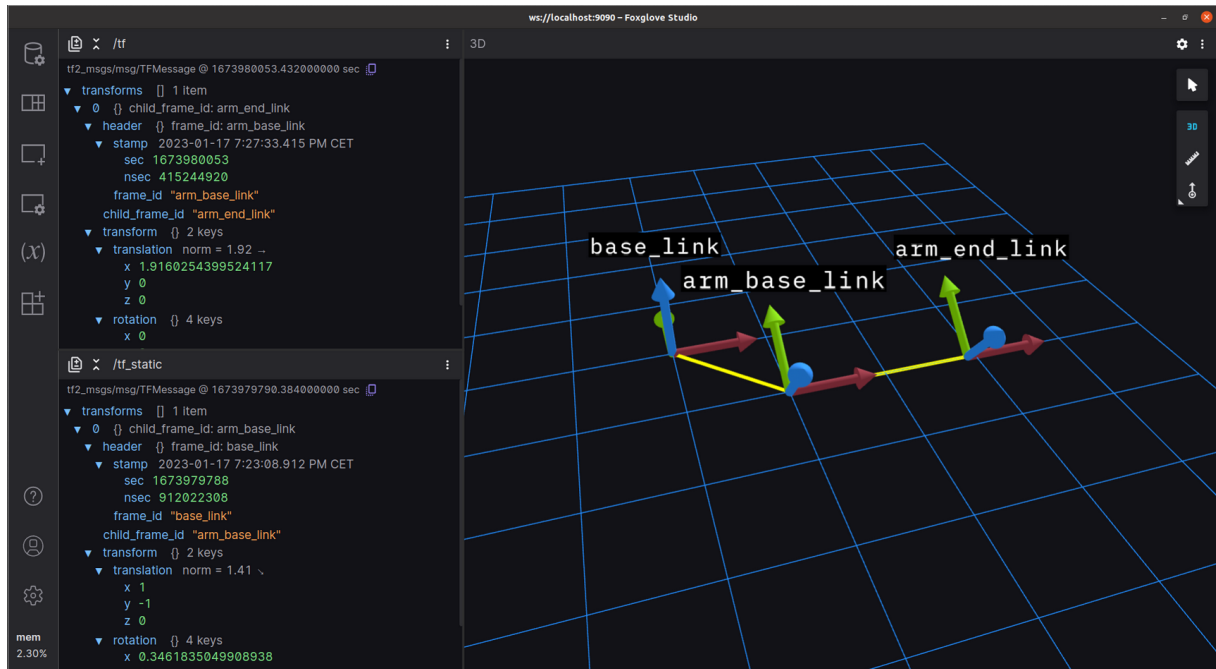 ws://localhost:9090 – Foxglove Studio
/tf
tf2_msgs/msg/TFMessage @ 1673980053.432000000 sec
transforms [] 1 item
0 {} child_frame_id: arm_end_link
header {} frame_id: arm_base_link
stamp 2023-01-17 7:27:33.415 PM CET
sec 1673980053
nsec 415244920
frame_id "arm_base_link"
child_frame_id "arm_end_link"
transform {} 2 keys
translation norm = 1.92 →
x 1.9160254399524117
y 0
z 0
rotation {} 4 keys
x 0
/tf_static
tf2_msgs/msg/TFMessage @ 1673979790.384000000 sec
transforms [] 1 item
0 {} child_frame_id: arm_base_link
header {} frame_id: base_link
stamp 2023-01-17 7:23:08.912 PM CET
sec 1673979788
nsec 912022308
frame_id "base_link"
child_frame_id "arm_base_link"
transform {} 2 keys
translation norm = 1.41 ↘
x 1
y -1
z 0
rotation {} 4 keys
x 0.3461835049908938
(x)
mem
2.30%
3D
3D
base_link
arm_base_link
arm_end_link